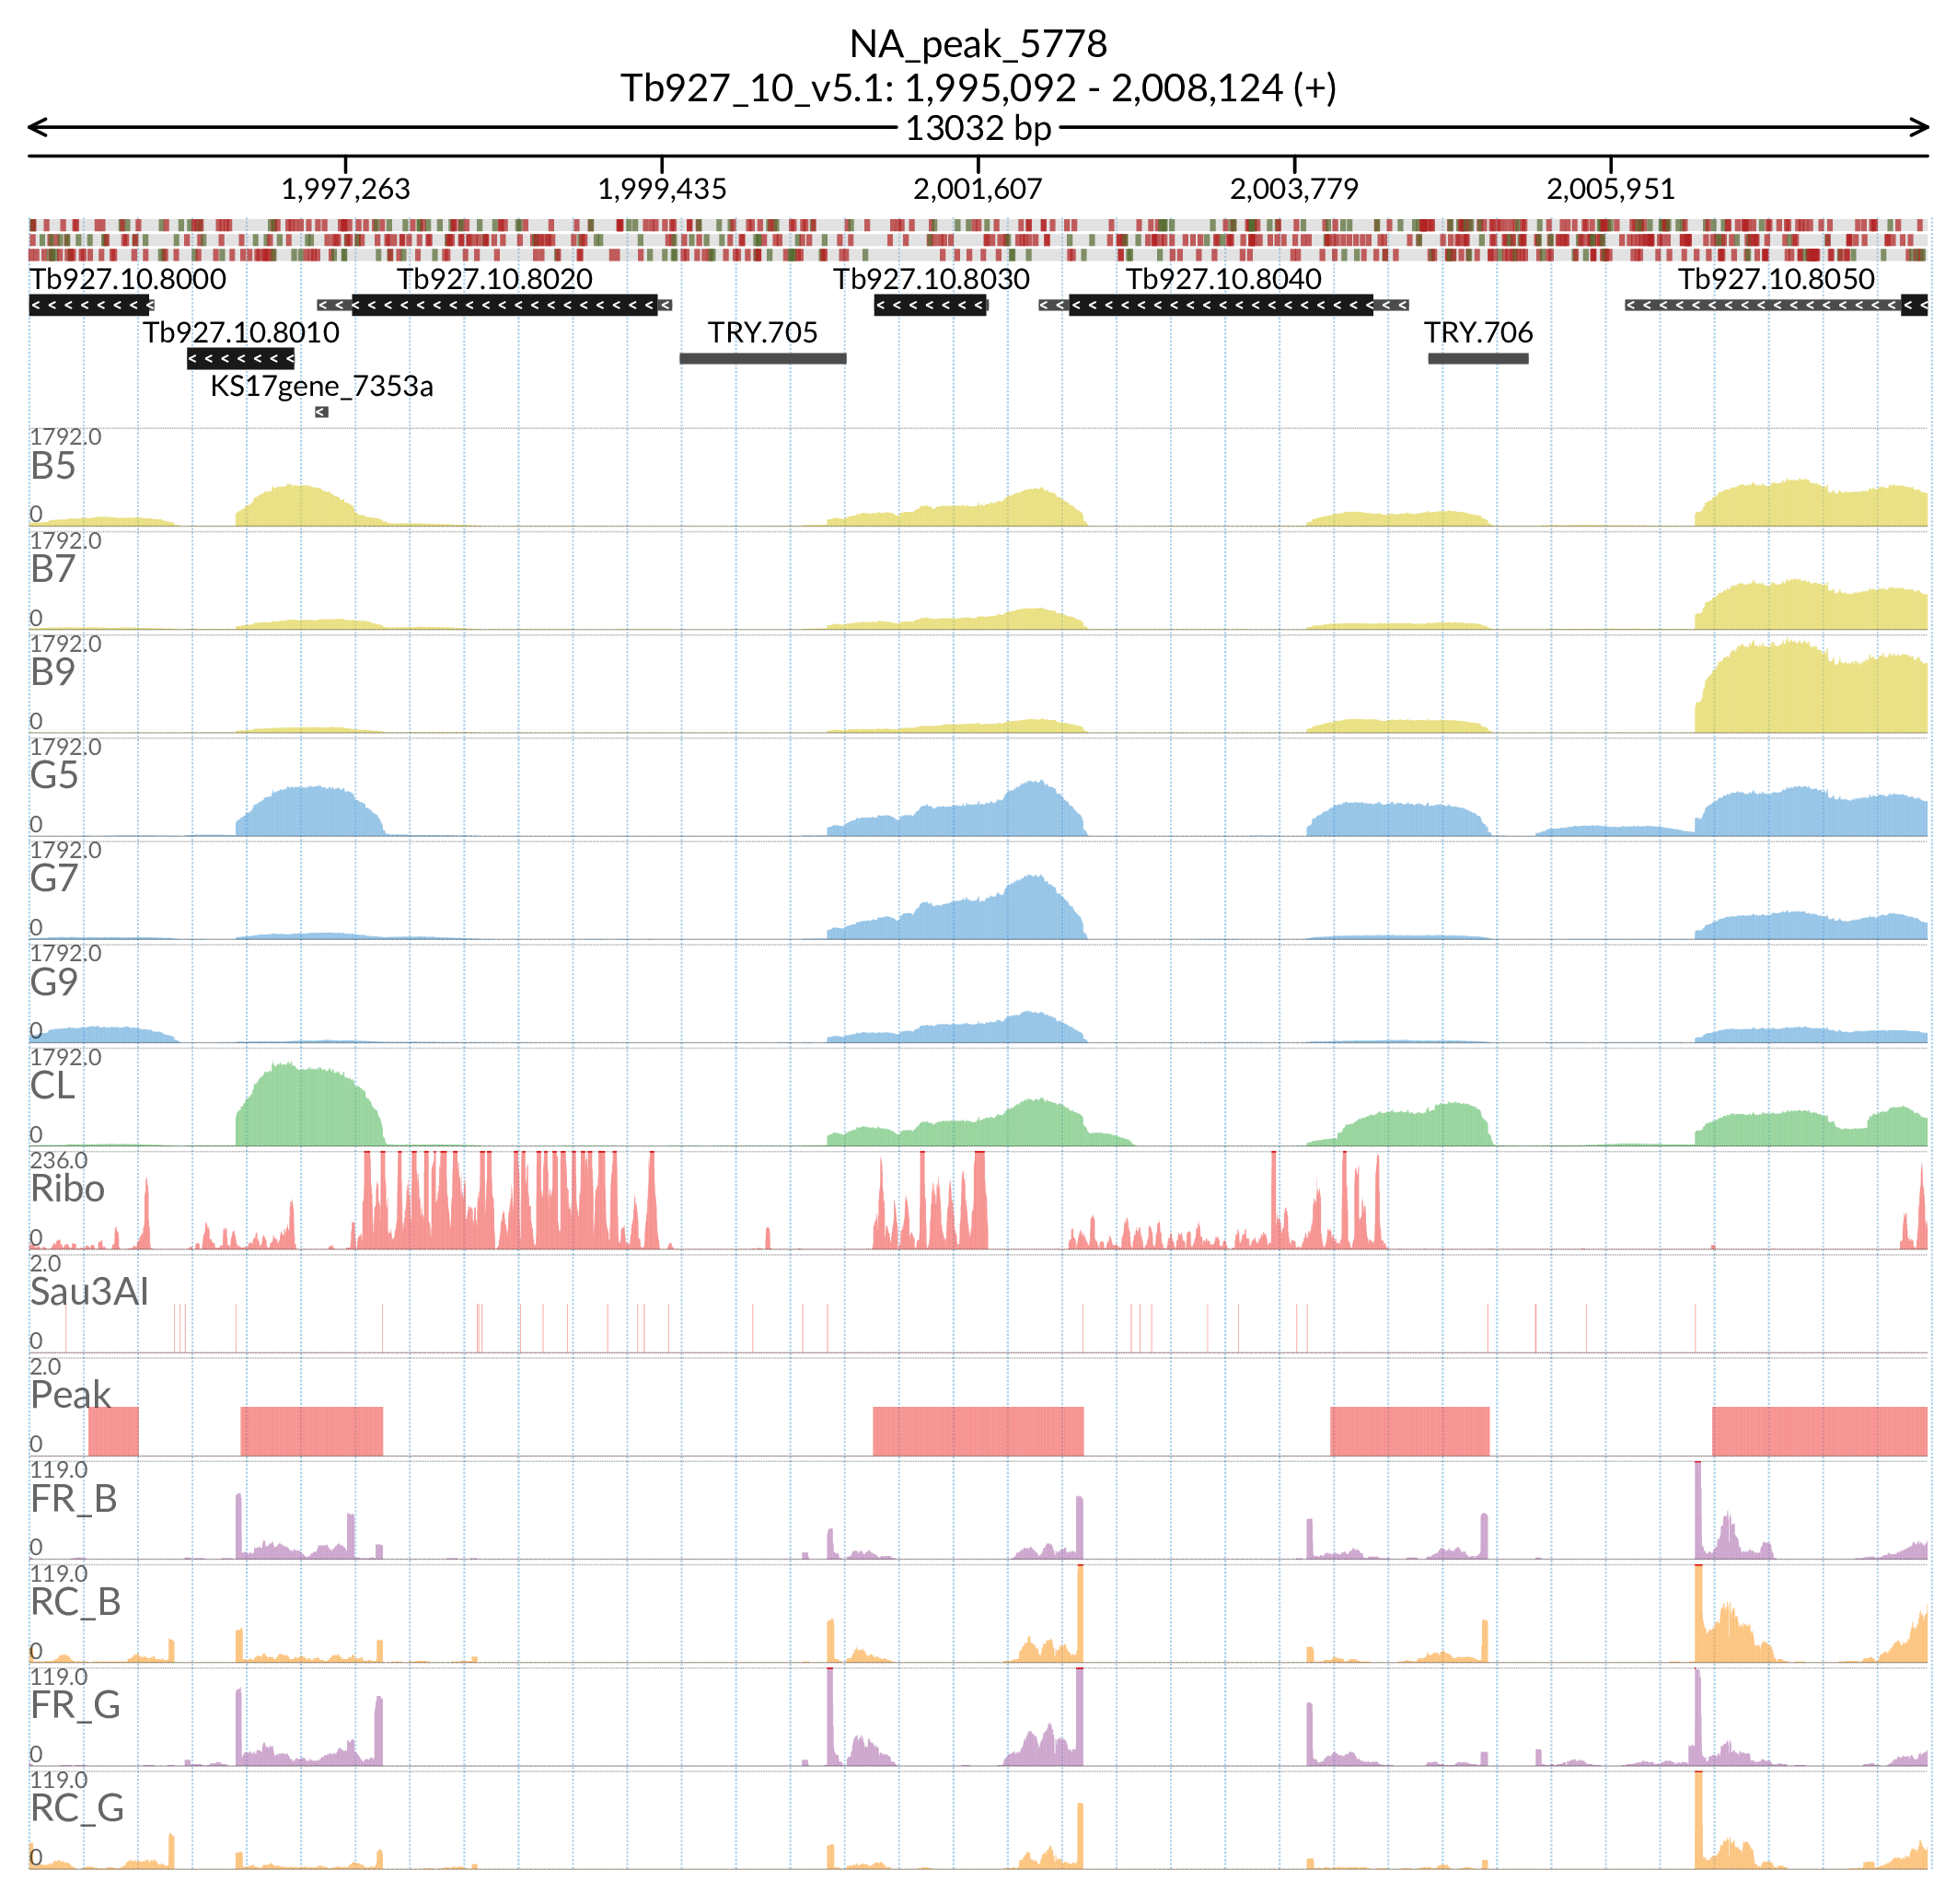 NA_peak_5778
Tb927_10_v5.1: 1,995,092 - 2,008,124 (+)
13032 bp
1,997,263 1,999,435 2,001,607 2,003,779 2,005,951
Tb927.10.8000 Tb927.10.8020 Tb927.10.8030 Tb927.10.8040 Tb927.10.8050
Tb927.10.8010 TRY.705 TRY.706
KS17gene_7353a
1792.0
B5
0
1792.0
B7
0
1792.0
B9
0
1792.0
G5
0
1792.0
G7
0
1792.0
G9
0
1792.0
CL
0
236.0
Ribo
0
2.0
Sau3AI
0
2.0
Peak
0
119.0
FR_B
0
119.0
RC_B
0
119.0
FR_G
0
119.0
RC_G
0